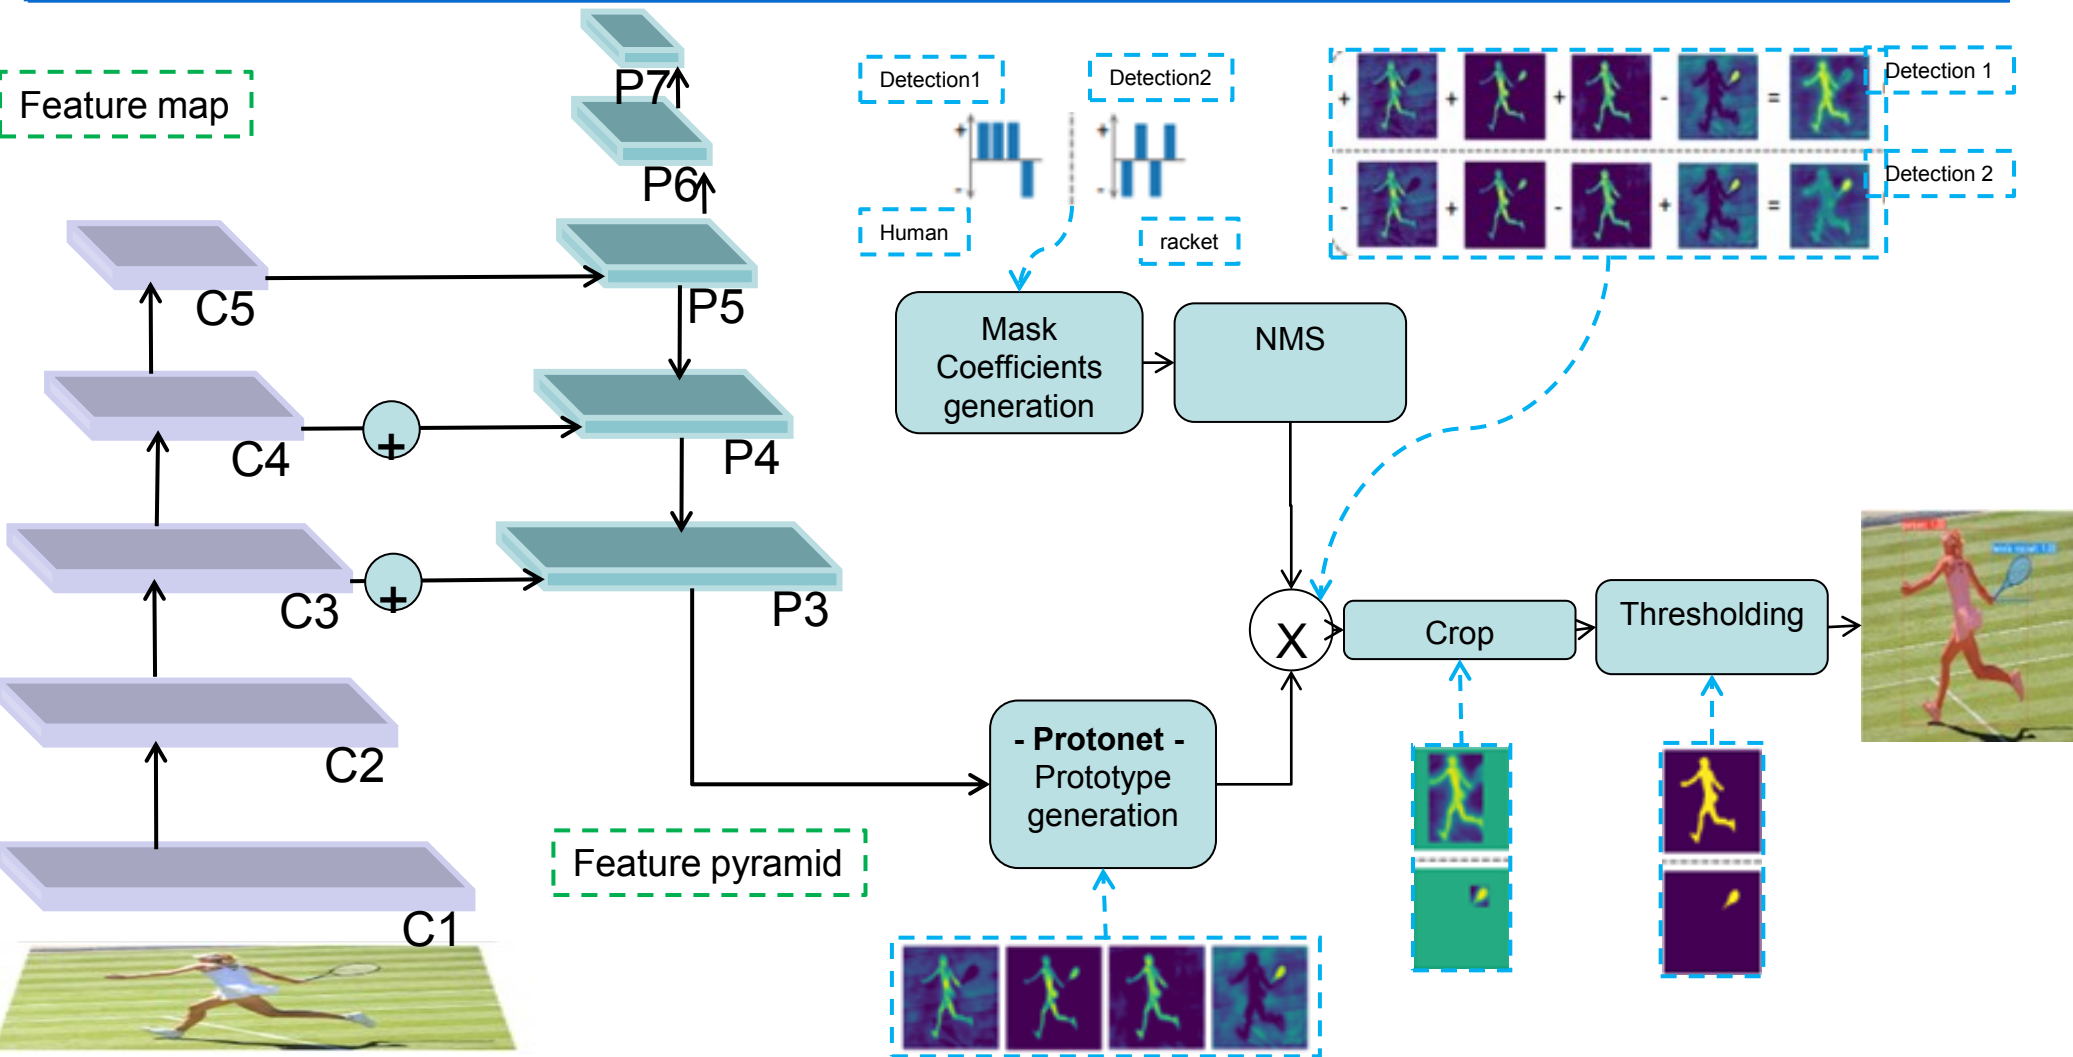 Feature map
P7
P6
C5
P5
C4
+
P4
C3
+
P3
C2
C1
Feature pyramid
Detection1
Detection2
+
-
+
-
Human
racket
Mask
Coefficients
generation
NMS
+ + + - =
Detection 1
- + - + =
Detection 2
X
Crop
Thresholding
- Protonet -
Prototype
generation